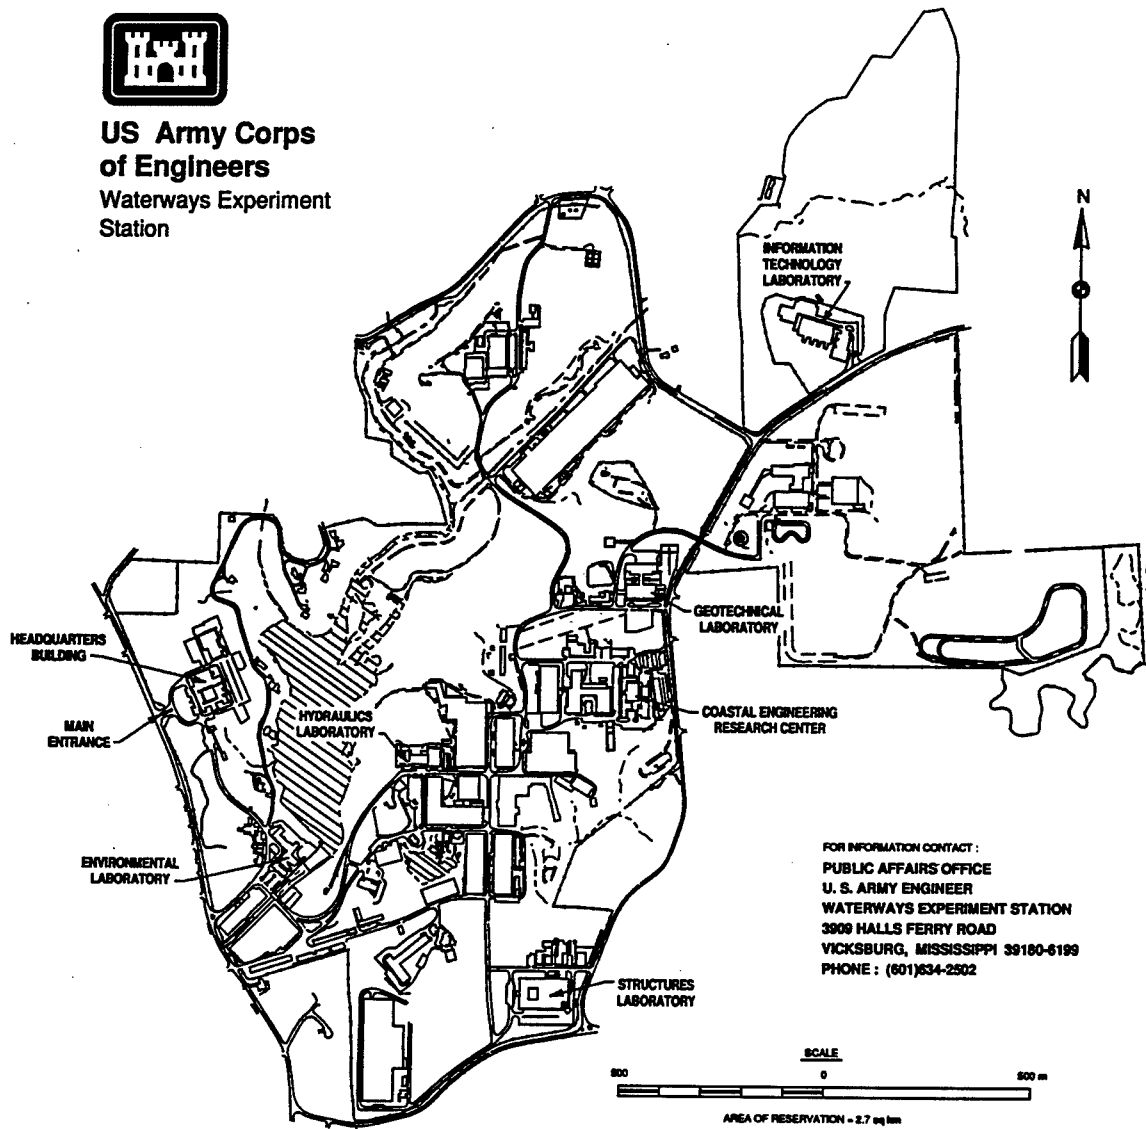 US Army Corps
of Engineers
Waterways Experiment
Station
N
INFORMATION
TECHNOLOGY
LABORATORY
HEADQUARTERS
BUILDING
MAIN
ENTRANCE
GEOTECHNICAL
LABORATORY
HYDRAULICS
LABORATORY
COASTAL ENGINEERING
RESEARCH CENTER
ENVIRONMENTAL
LABORATORY
STRUCTURES
LABORATORY
FOR INFORMATION CONTACT :
PUBLIC AFFAIRS OFFICE
U. S. ARMY ENGINEER
WATERWAYS EXPERIMENT STATION
3909 HALLS FERRY ROAD
VICKSBURG, MISSISSIPPI 39180-6199
PHONE : (601)634-2502
SCALE
500 0 500 m
AREA OF RESERVATION = 2.7 sq km